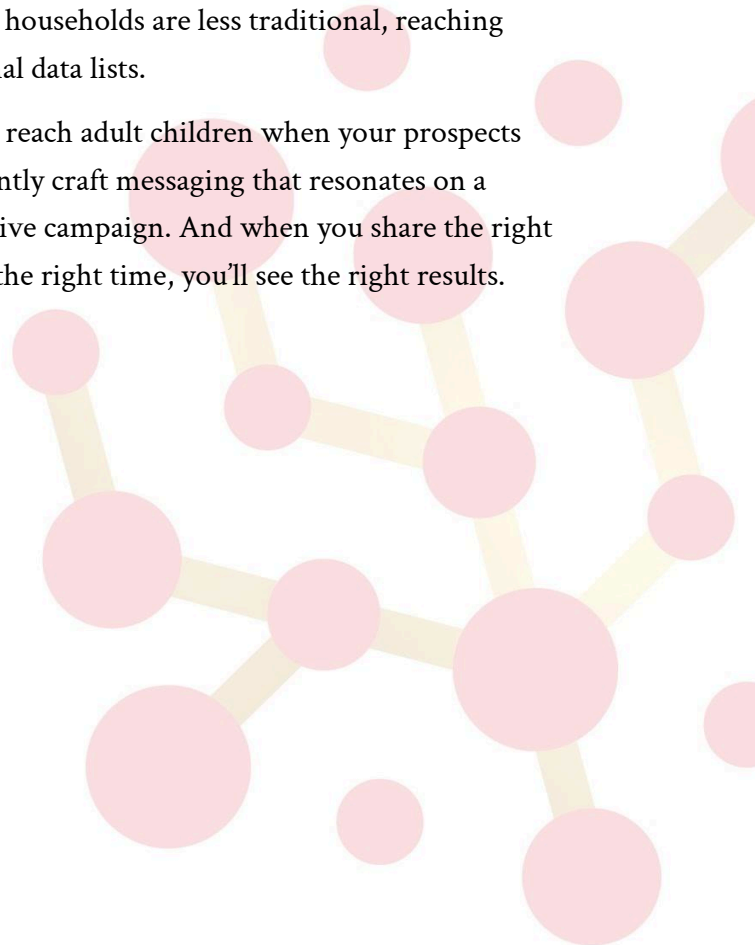 households are less traditional, reaching
al data lists.
reach adult children when your prospects
ntly craft messaging that resonates on a
ive campaign. And when you share the right
the right time, you’ll see the right results.